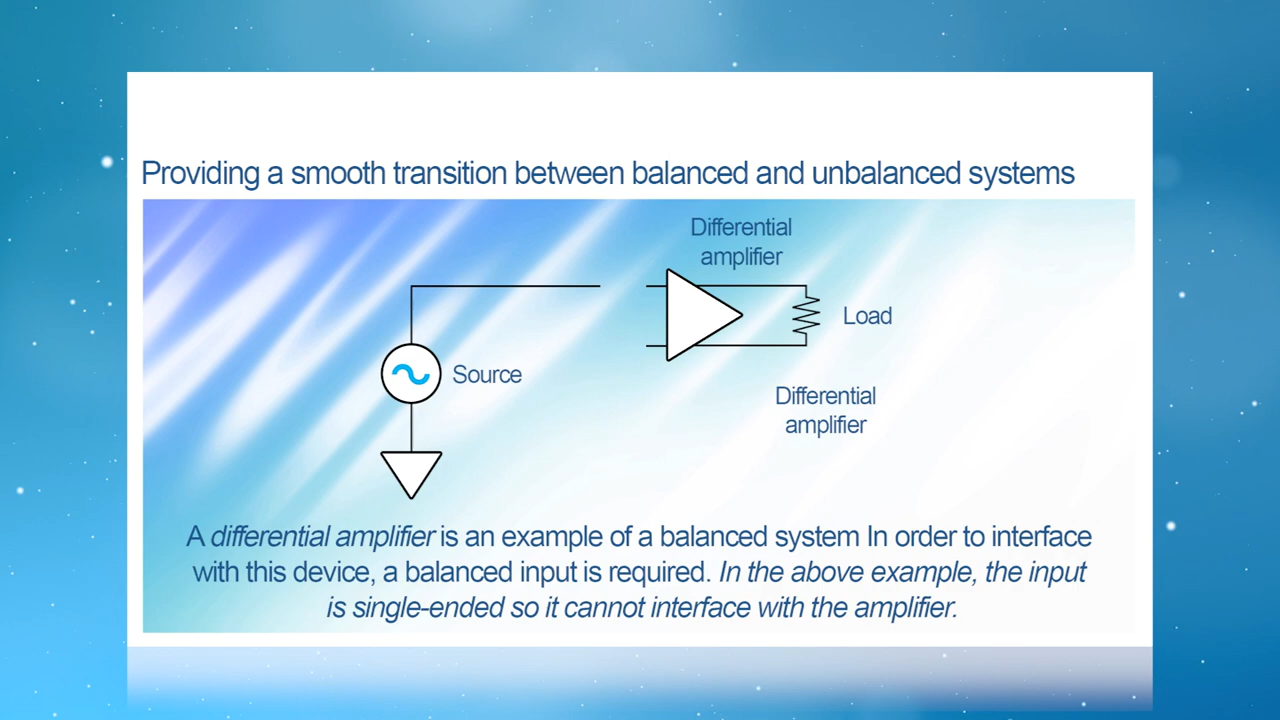 Providing a smooth transition between balanced and unbalanced systems
Differential
amplifier
Load
Source
Differential
amplifier
A differential amplifier is an example of a balanced system In order to interface
with this device, a balanced input is required. In the above example, the input
is single-ended so it cannot interface with the amplifier.